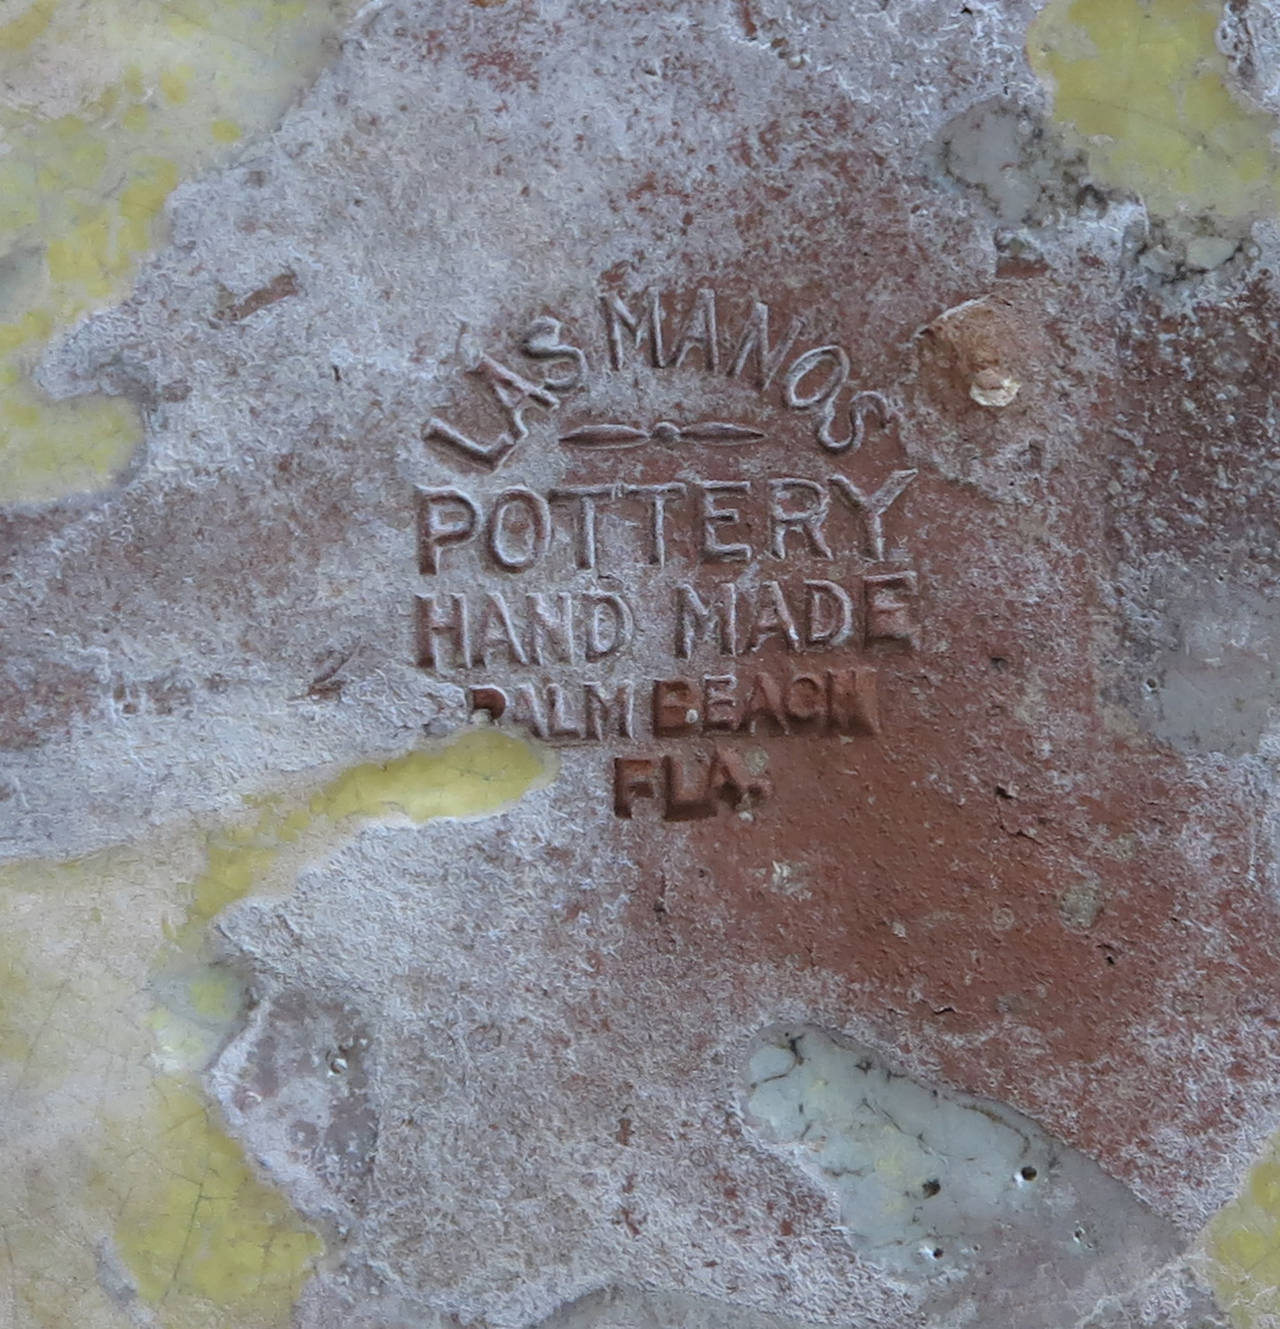 LAS MANOS
POTTERY
HAND MADE
PALM BEACH
FLA.